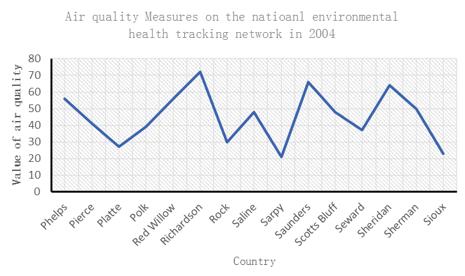 Air quality Measures on the natioanl environmental
health tracking network in 2004
Value of air quality
80
70
60
50
40
30
20
10
0
Phelps
Pierce
Platte
Polk
Red Willow
Richardson
Rock
Saline
Sarpy
Saunders
Scotts Bluff
Seward
Sheridan
Sherman
Sioux
Country